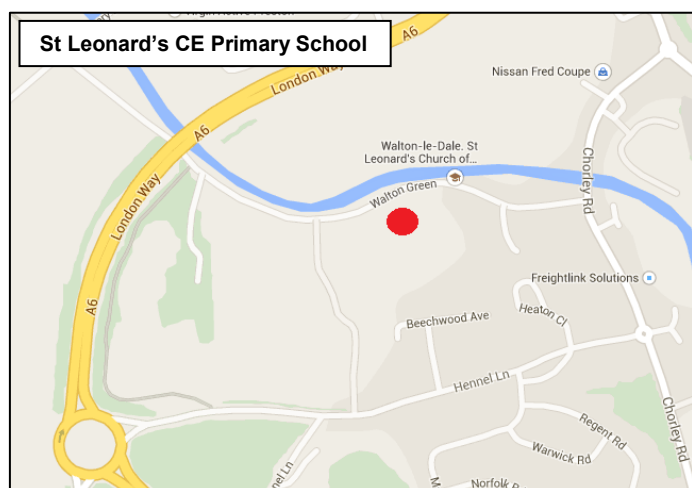 St Leonard's CE Primary School
A6
London Way
A6
Nissan Fred Coupe
Walton-le-Dale, St
Leonard's Church of...
Walton Green
Chorley Rd
London Way
A6
Freightlink Solutions
Beechwood Ave
Heaton Cl
Hennel Ln
Chorley Rd
Regent Rd
Warwick Rd
Norfolk